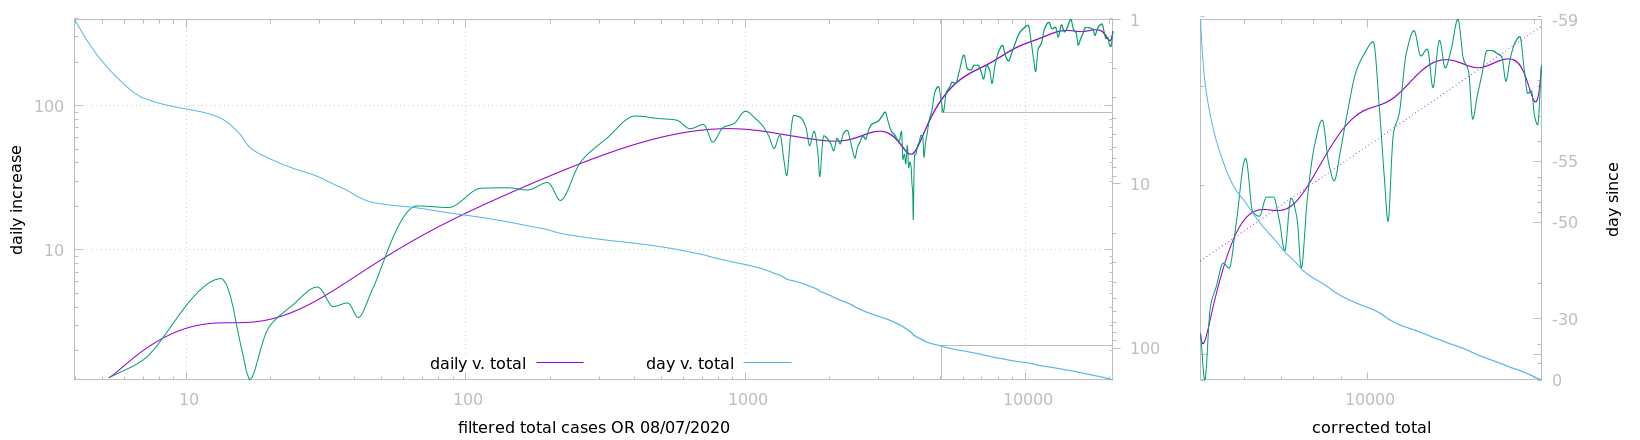 daily increase
100
10
daily v. total
day v. total
10
100
1000
10000
filtered total cases OR 08/07/2020
1
10
100
10000
corrected total
-59
-55
-50
-30
0
day since